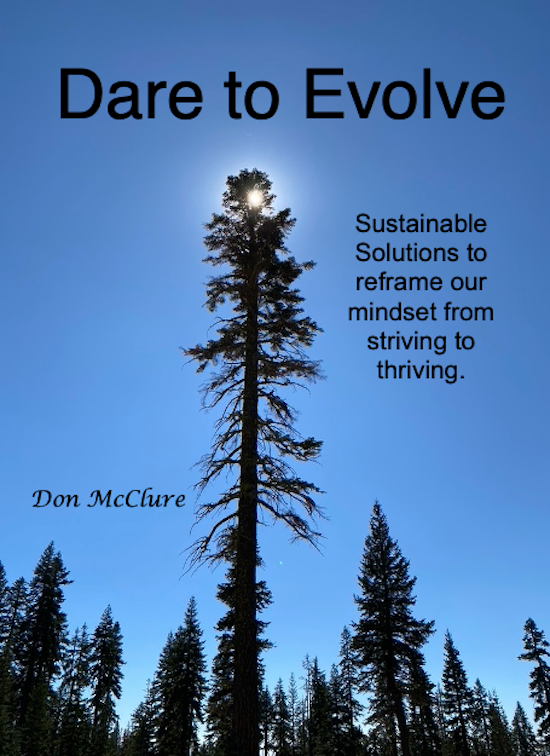 Dare to Evolve
Sustainable
Solutions to
reframe our
mindset from
striving to
thriving.
Don McClure